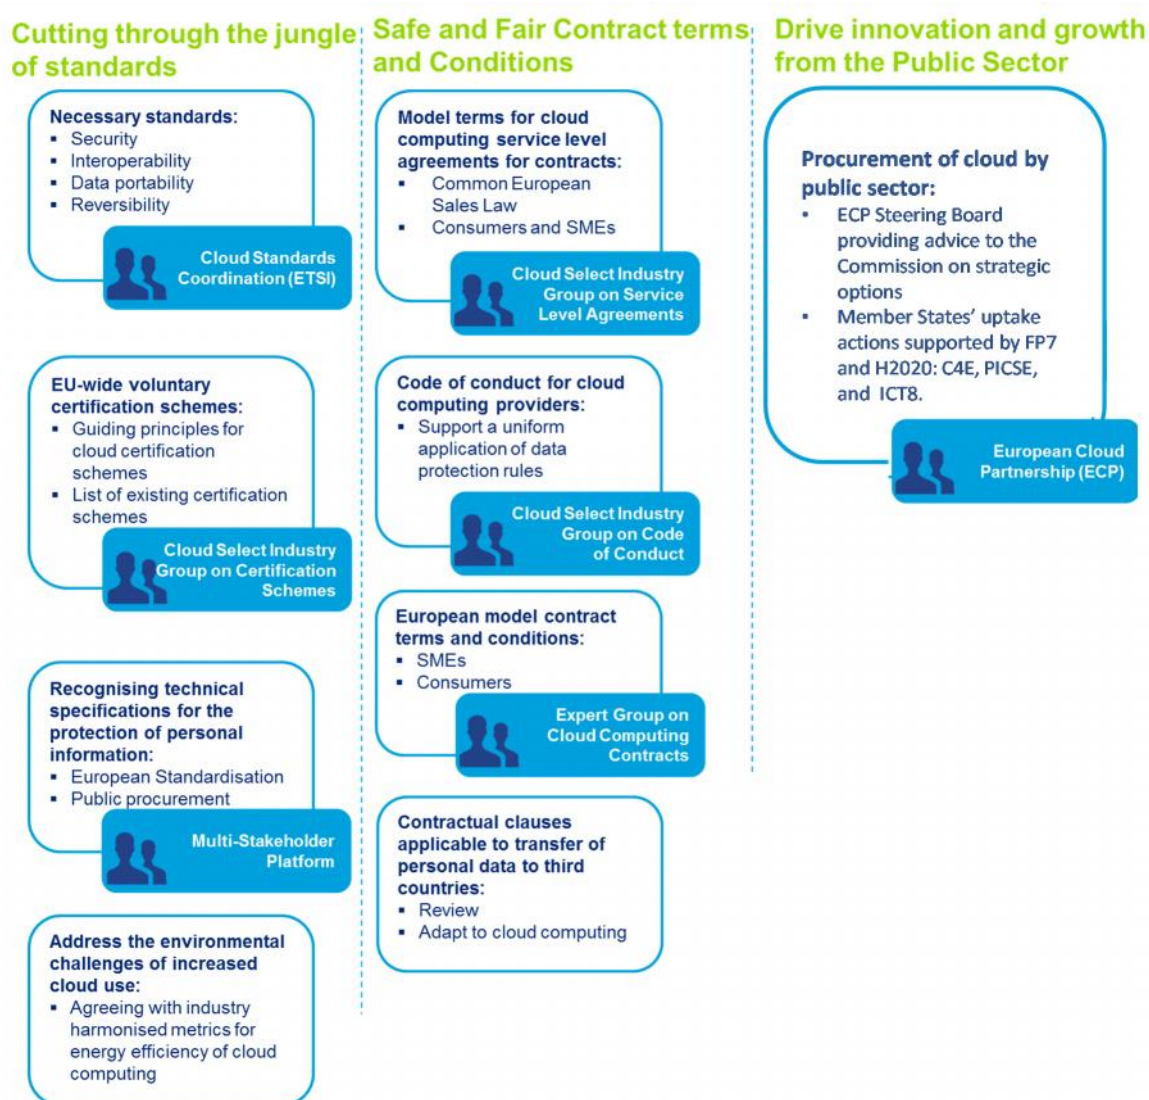 Cutting through the jungle
of standards
Necessary standards:
▪ Security
▪ Interoperability
▪ Data portability
▪ Reversibility
Cloud Standards
Coordination (ETSI)
EU-wide voluntary
certification schemes:
▪ Guiding principles for
cloud certification
schemes
▪ List of existing certification
schemes
Cloud Select Industry
Group on Certification
Schemes
Recognising technical
specifications for the
protection of personal
information:
▪ European Standardisation
▪ Public procurement
Multi-Stakeholder
Platform
Address the environmental
challenges of increased
cloud use:
▪ Agreeing with industry
harmonised metrics for
energy efficiency of cloud
computing
Safe and Fair Contract terms
and Conditions
Model terms for cloud
computing service level
agreements for contracts:
▪ Common European
Sales Law
▪ Consumers and SMEs
Cloud Select Industry
Group on Service
Level Agreements
Code of conduct for cloud
computing providers:
▪ Support a uniform
application of data
protection rules
Cloud Select Industry
Group on Code
of Conduct
European model contract
terms and conditions:
▪ SMEs
▪ Consumers
Expert Group on
Cloud Computing
Contracts
Contractual clauses
applicable to transfer of
personal data to third
countries:
▪ Review
▪ Adapt to cloud computing
Drive innovation and growth
from the Public Sector
Procurement of cloud by
public sector:
• ECP Steering Board
providing advice to the
Commission on strategic
options
• Member States' uptake
actions supported by FP7
and H2020: C4E, PICSE,
and ICT8.
European Cloud
Partnership (ECP)